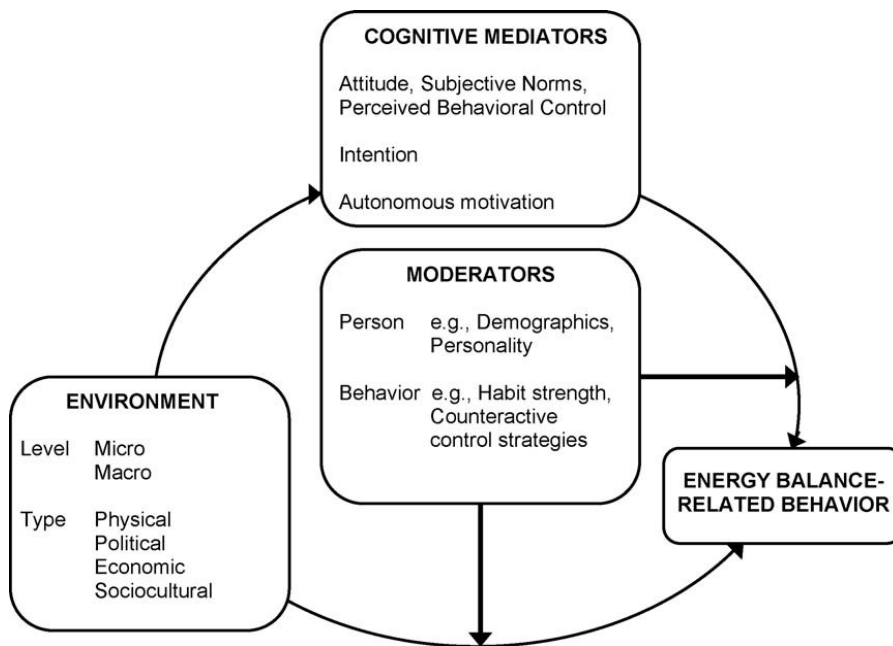 COGNITIVE MEDIATORS
Attitude, Subjective Norms,
Perceived Behavioral Control
Intention
Autonomous motivation
MODERATORS
Person e.g., Demographics,
Personality
Behavior e.g., Habit strength,
Counteractive
control strategies
ENVIRONMENT
Level Micro
Macro
Type Physical
Political
Economic
Sociocultural
ENERGY BALANCE-
RELATED BEHAVIOR